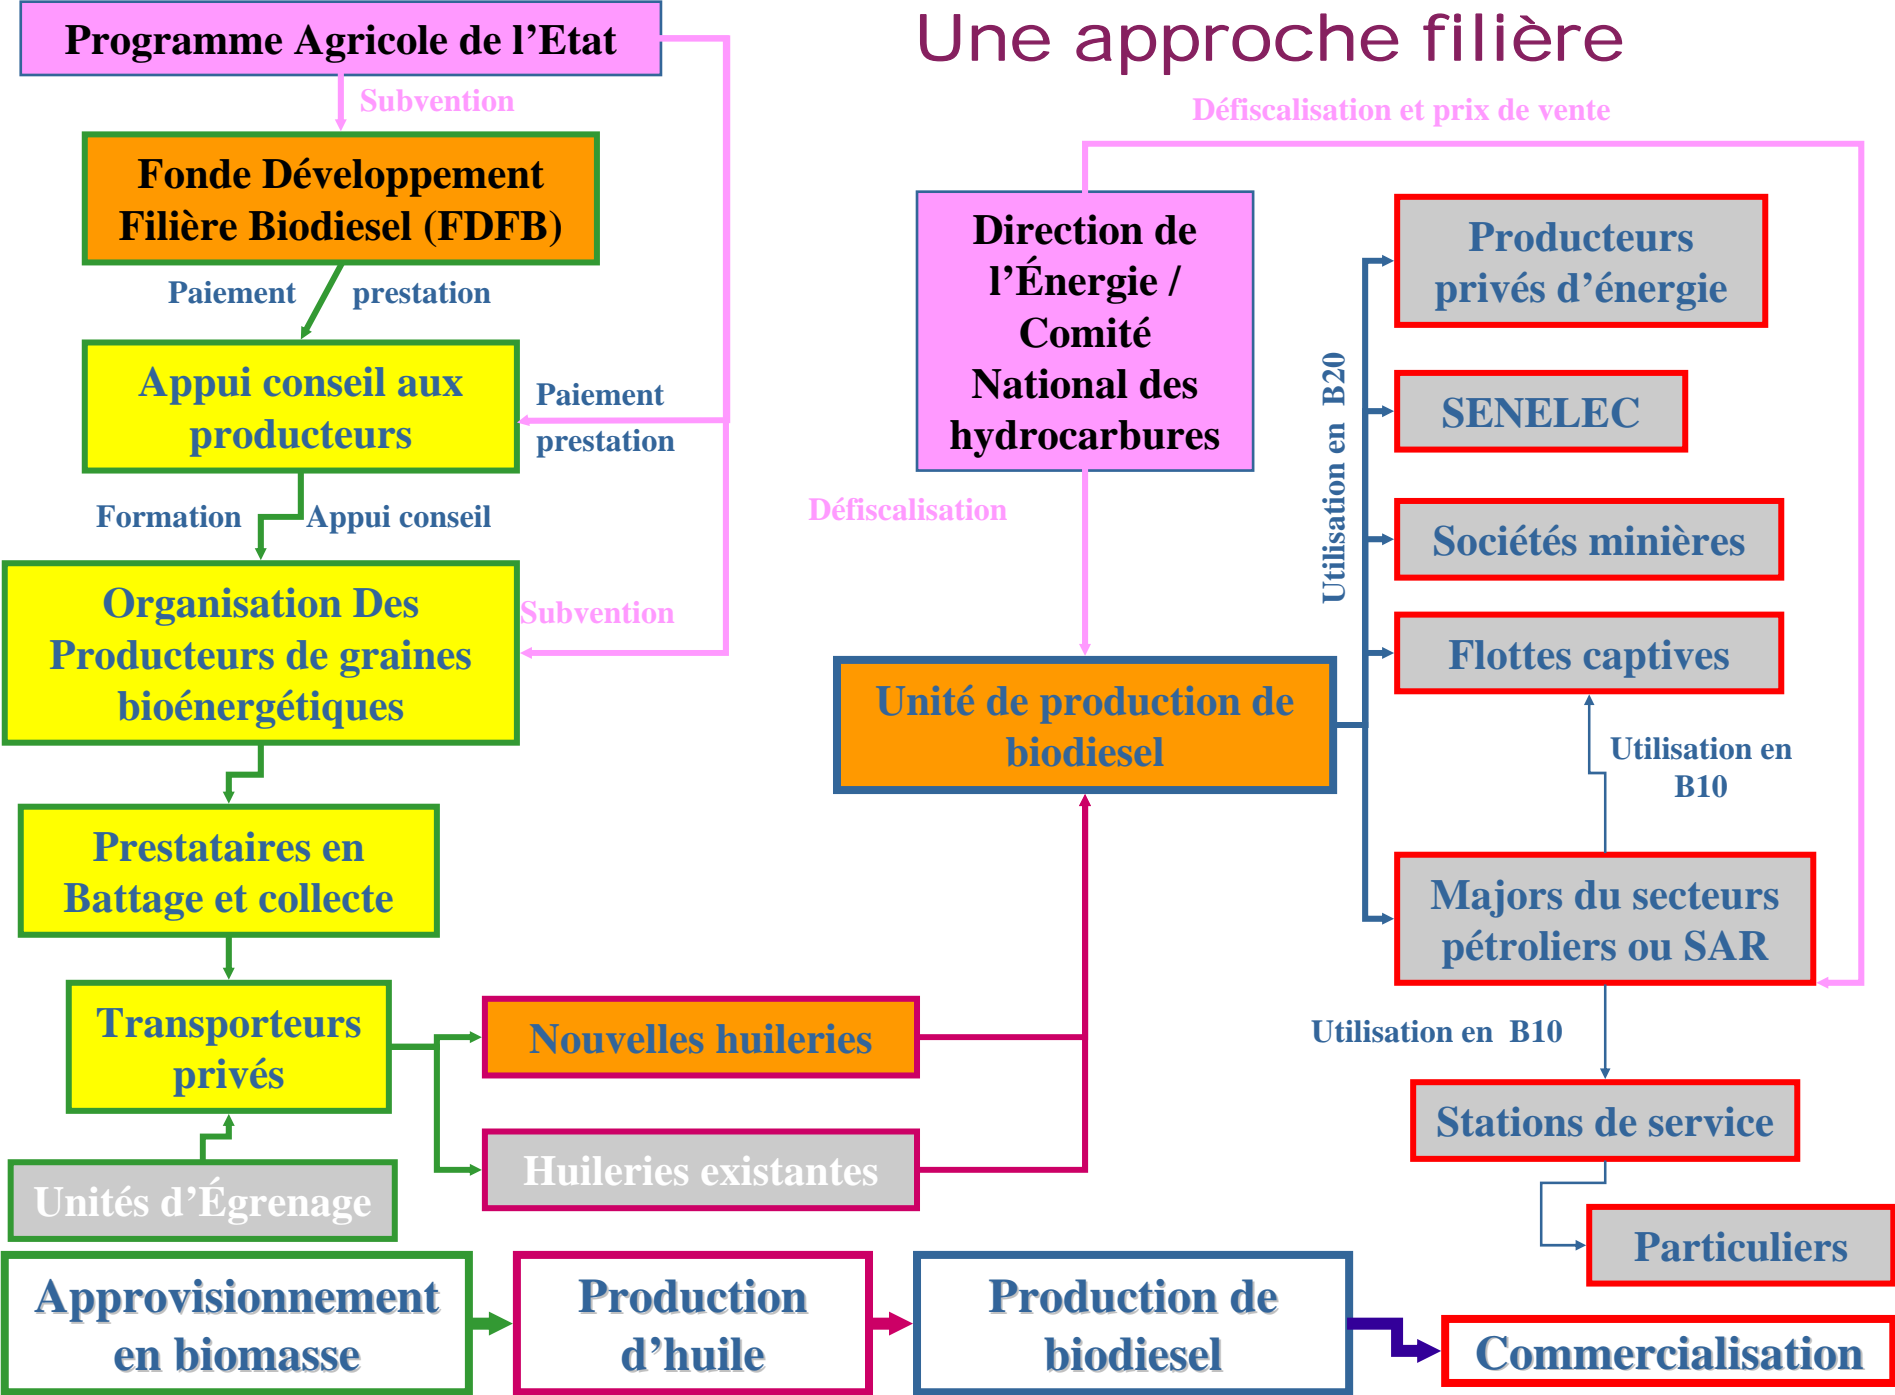 Une approche filière
Programme Agricole de l’Etat
Subvention
Fonde Développement
Filière Biodiesel (FDFB)
Paiement prestation
Appui conseil aux
producteurs
Paiement
prestation
Formation Appui conseil
Organisation Des
Producteurs de graines
bioénergétiques
Subvention
Prestataires en
Battage et collecte
Transporteurs
privés
Unités d’Égrenage
Nouvelles huileries
Huileries existantes
Défiscalisation et prix de vente
Direction de
l’Énergie /
Comité
National des
hydrocarbures
Défiscalisation
Unité de production de
biodiesel
Utilisation en B20
Producteurs
privés d’énergie
SENELEC
Sociétés minières
Flottes captives
Utilisation en
B10
Majors du secteurs
pétroliers ou SAR
Utilisation en B10
Stations de service
Particuliers
Approvisionnement
en biomasse
Production
d’huile
Production de
biodiesel
Commercialisation